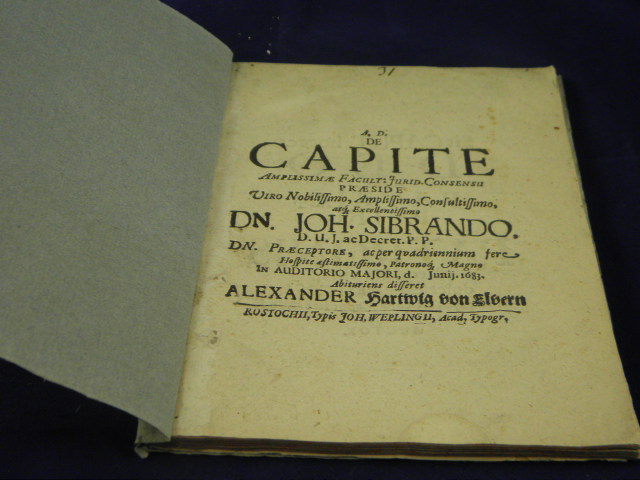 31
A. D.
DE
CAPITE
AMPLISSIMÆ FACULT: JURID. CONSENSU
PRÆSIDE
VIRO Nobilissimo, Amplissimo, Consultissimo,
atq; Excellentissimo
DN. JOH. SIBRANDO.
D. U. J. ac Decret. P. P.
DN. PRÆCEPTORE, ac per quadriennium fere
Hospite æstimatissimo, Patronoq; Magno
IN AUDITORIO MAJORI, d. Junij. 1683.
Abituriens disseret
ALEXANDER Hartwig von Elvern
ROSTOCHII, Typis JOH. WEPLINGII, Acad. Typogr.